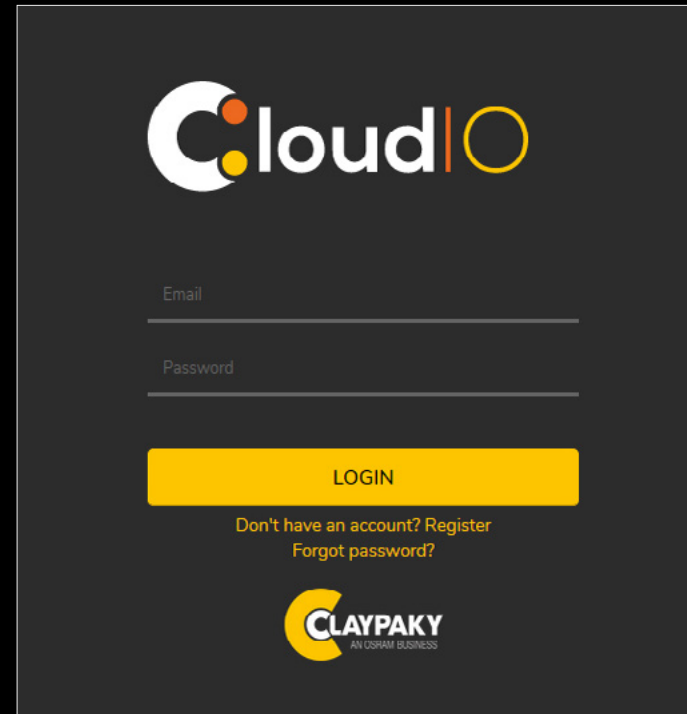 CloudIO
Email
Password
LOGIN
Don't have an account? Register
Forgot password?
CLAYPAKY
AN OSRAM BUSINESS